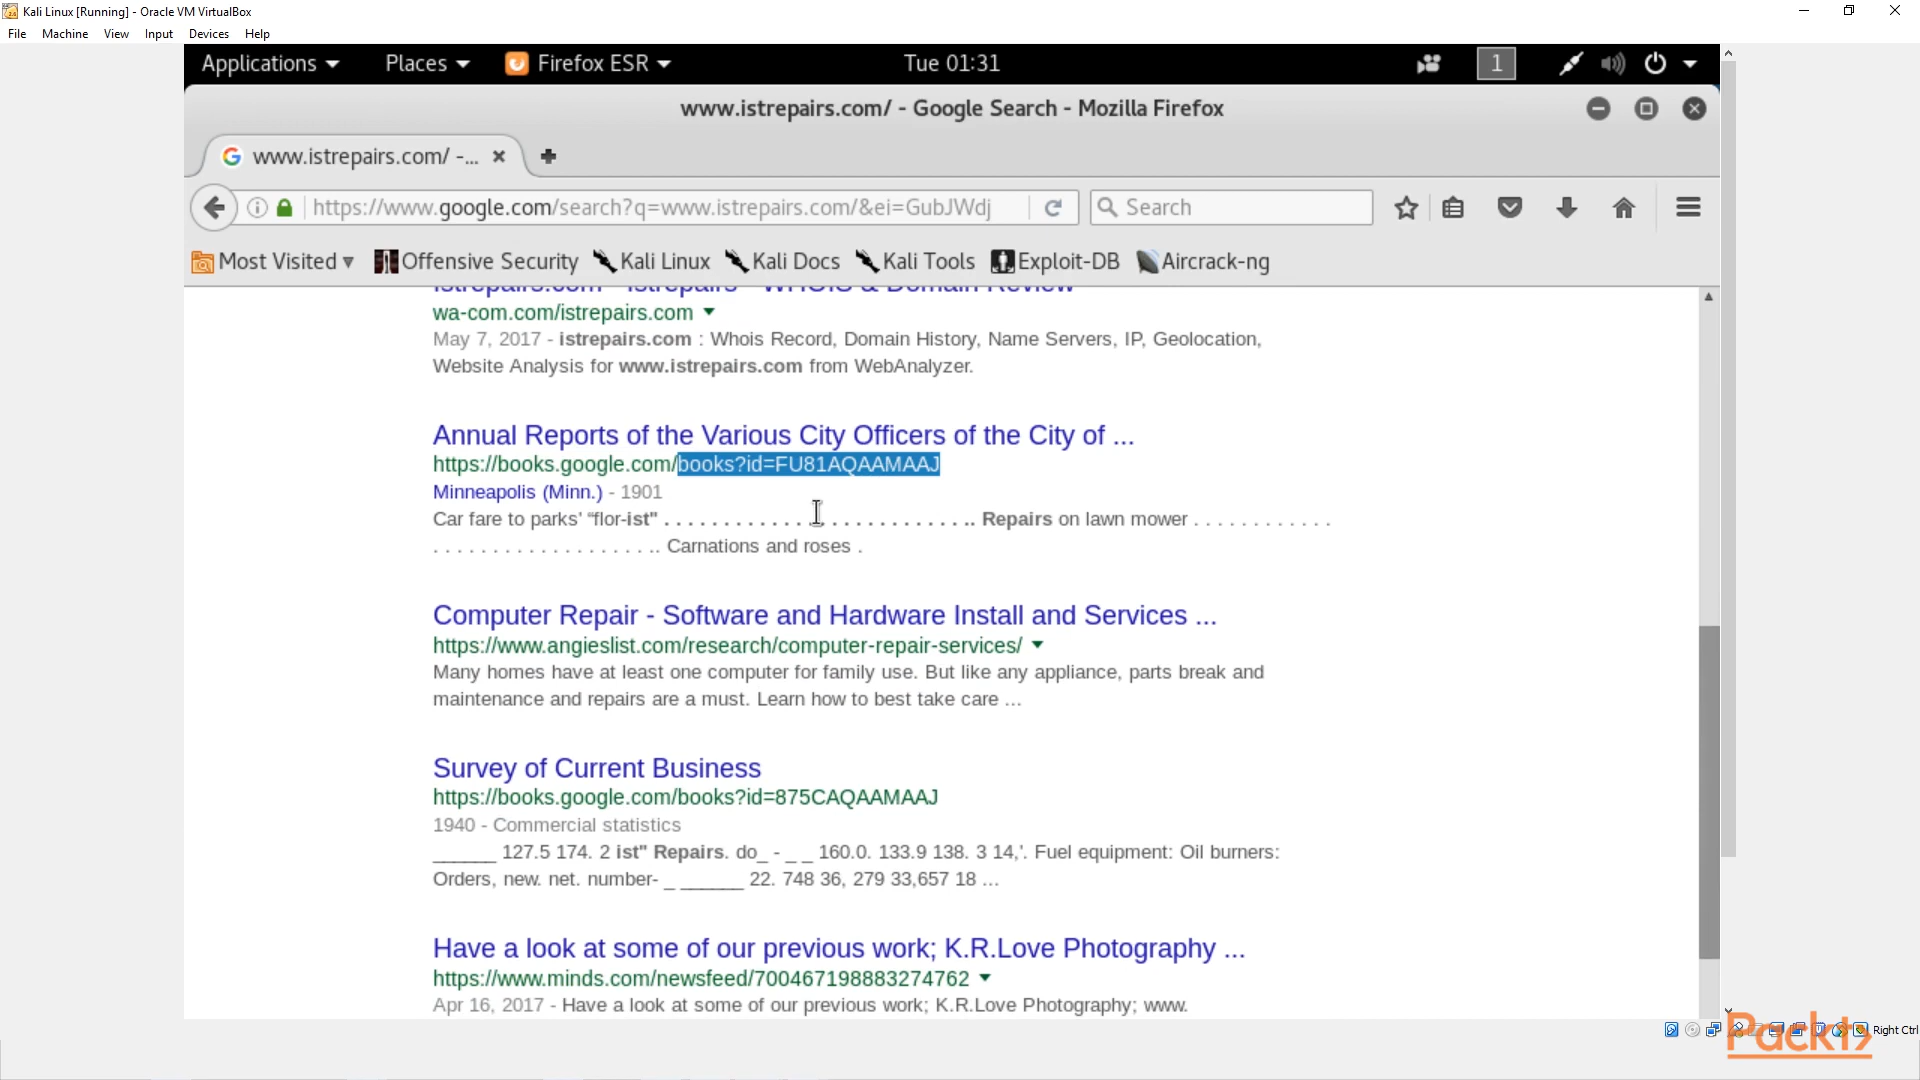 Kali Linux [Running] - Oracle VM VirtualBox
File Machine View Input Devices Help
Applications Places Firefox ESR Tue 01:31 1
www.istrepairs.com/ - Google Search - Mozilla Firefox
www.istrepairs.com/ -...
https://www.google.com/search?q=www.istrepairs.com/&ei=GubJWdj Search
Most Visited Offensive Security Kali Linux Kali Docs Kali Tools Exploit-DB Aircrack-ng
istrepairs.com - Istrepairs - WHOIS & Domain Review
wa-com.com/istrepairs.com
May 7, 2017 - istrepairs.com : Whois Record, Domain History, Name Servers, IP, Geolocation,
Website Analysis for www.istrepairs.com from WebAnalyzer.
Annual Reports of the Various City Officers of the City of ...
https://books.google.com/books?id=FU81AQAAMAAJ
Minneapolis (Minn.) - 1901
Car fare to parks' “flor-ist" . . . . . . . . . . . . . . . . . . . . . . . . . . . Repairs on lawn mower . . . . . . . . . . . .
. . . . . . . . . . . . . . . . . . . .. Carnations and roses .
Computer Repair - Software and Hardware Install and Services ...
https://www.angieslist.com/research/computer-repair-services/
Many homes have at least one computer for family use. But like any appliance, parts break and
maintenance and repairs are a must. Learn how to best take care ...
Survey of Current Business
https://books.google.com/books?id=875CAQAAMAAJ
1940 - Commercial statistics
______ 127.5 174. 2 ist" Repairs. do_ - _ _ 160.0. 133.9 138. 3 14,'. Fuel equipment: Oil burners:
Orders, new. net. number- _ ______ 22. 748 36, 279 33,657 18 ...
Have a look at some of our previous work; K.R.Love Photography ...
https://www.minds.com/newsfeed/700467198883274762
Apr 16, 2017 - Have a look at some of our previous work; K.R.Love Photography; www.
Right Ctrl
Packt>